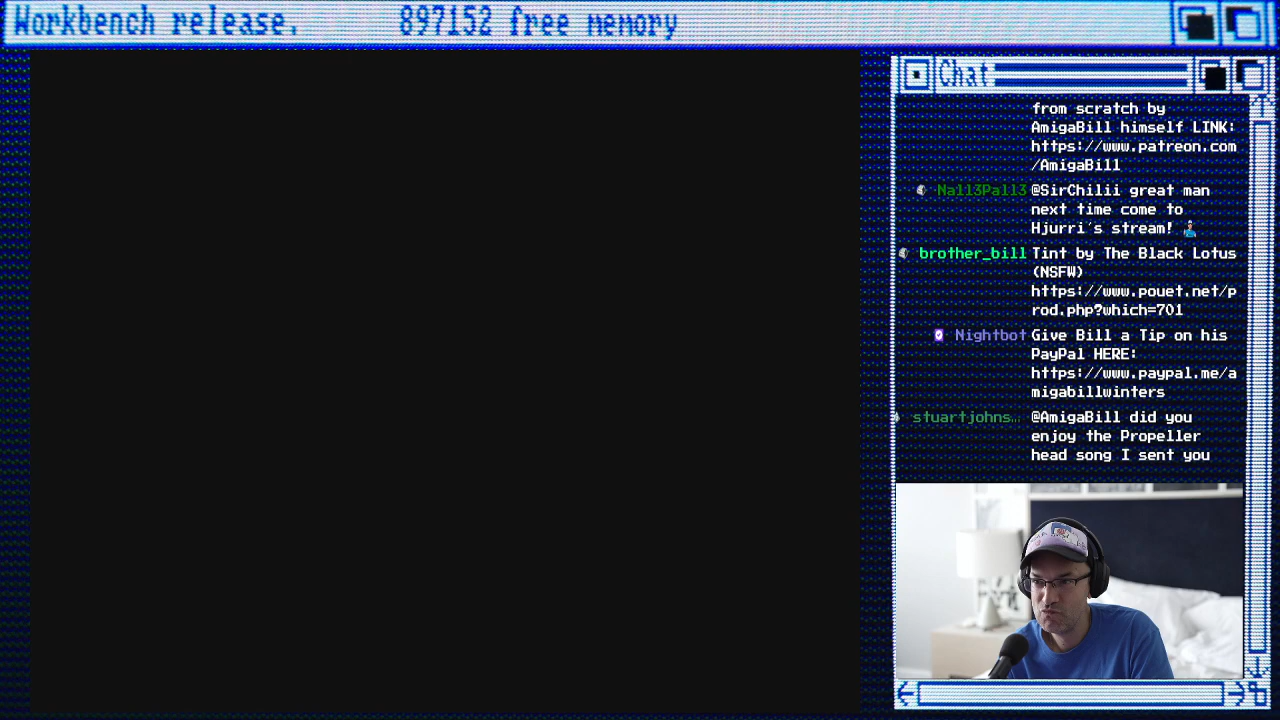 Workbench release. 897152 free memory
Chat
from scratch by
AmigaBill himself LINK:
https://www.patreon.com
/AmigaBill
Nall3Pall3 @SirChilii great man
next time come to
Hjurri's stream!
brother_bill Tint by The Black Lotus
(NSFW)
https://www.pouet.net/p
rod.php?which=701
Nightbot Give Bill a Tip on his
PayPal HERE:
https://www.paypal.me/a
migabillwinters
stuartjohns… @AmigaBill did you
enjoy the Propeller
head song I sent you